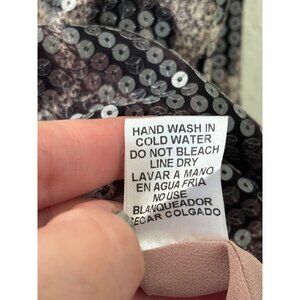 HAND WASH IN
COLD WATER
DO NOT BLEACH
LINE DRY
LAVAR A MANO
EN AGUA FRIA
NO USE
BLANQUEADOR
SECAR COLGADO